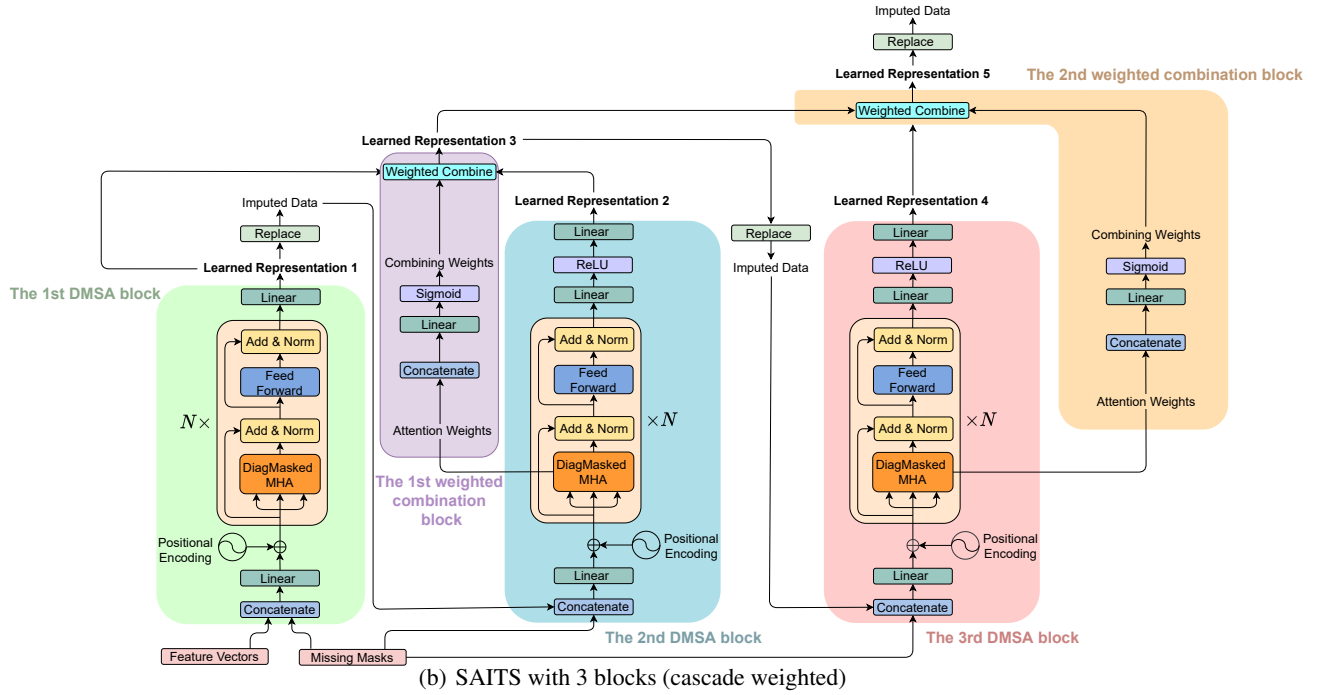 Imputed Data
Replace
Learned Representation 5
The 2nd weighted combination block
Weighted Combine
Learned Representation 3
Weighted Combine
Imputed Data
Replace
Learned Representation 1
The 1st DMSA block
Linear
Add & Norm
Feed
Forward
N×
Add & Norm
DiagMasked
MHA
Positional
Encoding
Linear
Concatenate
Feature Vectors
Missing Masks
Combining Weights
Sigmoid
Linear
Concatenate
Attention Weights
The 1st weighted
combination
block
Learned Representation 2
Linear
ReLU
Linear
Add & Norm
Feed
Forward
Add & Norm
×N
DiagMasked
MHA
Positional
Encoding
Linear
Concatenate
The 2nd DMSA block
Replace
Imputed Data
Learned Representation 4
Linear
ReLU
Linear
Add & Norm
Feed
Forward
Add & Norm
×N
DiagMasked
MHA
Positional
Encoding
Linear
Concatenate
The 3rd DMSA block
Combining Weights
Sigmoid
Linear
Concatenate
Attention Weights
(b) SAITS with 3 blocks (cascade weighted)